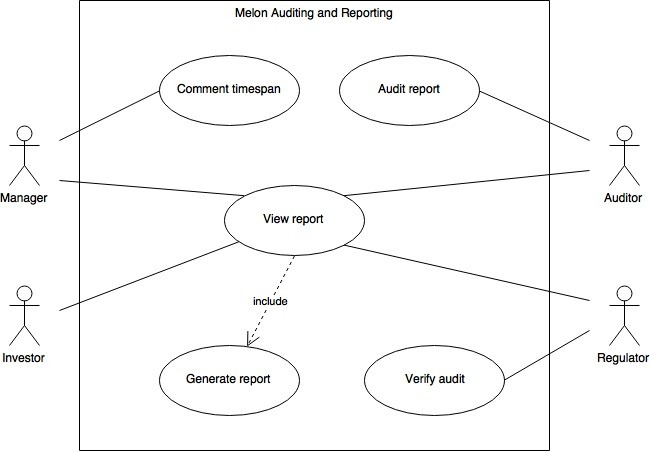 Melon Auditing and Reporting
Comment timespan
Audit report
Manager
Auditor
View report
include
Investor
Regulator
Generate report
Verify audit